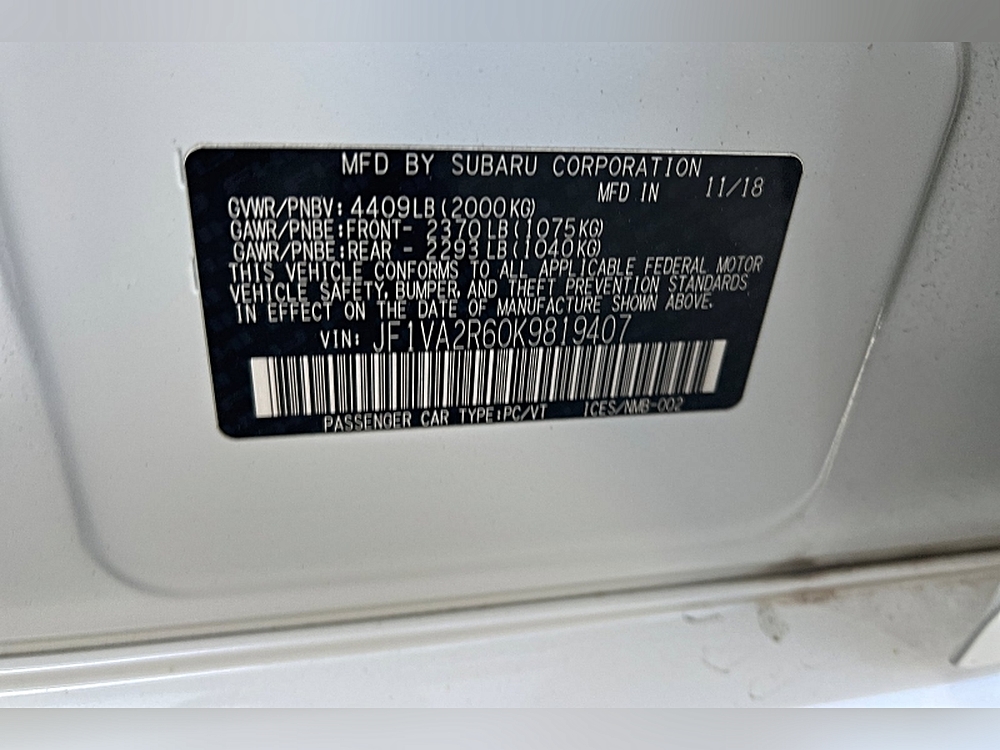 MFD BY SUBARU CORPORATION
MFD IN 11/18
GVWR/PNBV: 4409LB(2000KG)
GAWR/PNBE:FRONT- 2370LB(1075KG)
GAWR/PNBE:REAR - 2293LB(1040KG)
THIS VEHICLE CONFORMS TO ALL APPLICABLE FEDERAL MOTOR
VEHICLE SAFETY, BUMPER, AND THEFT PREVENTION STANDARDS
IN EFFECT ON THE DATE OF MANUFACTURE SHOWN ABOVE.
VIN: JF1VA2R60K9819407
PASSENGER CAR TYPE:PC/VT ICES/NMB-002